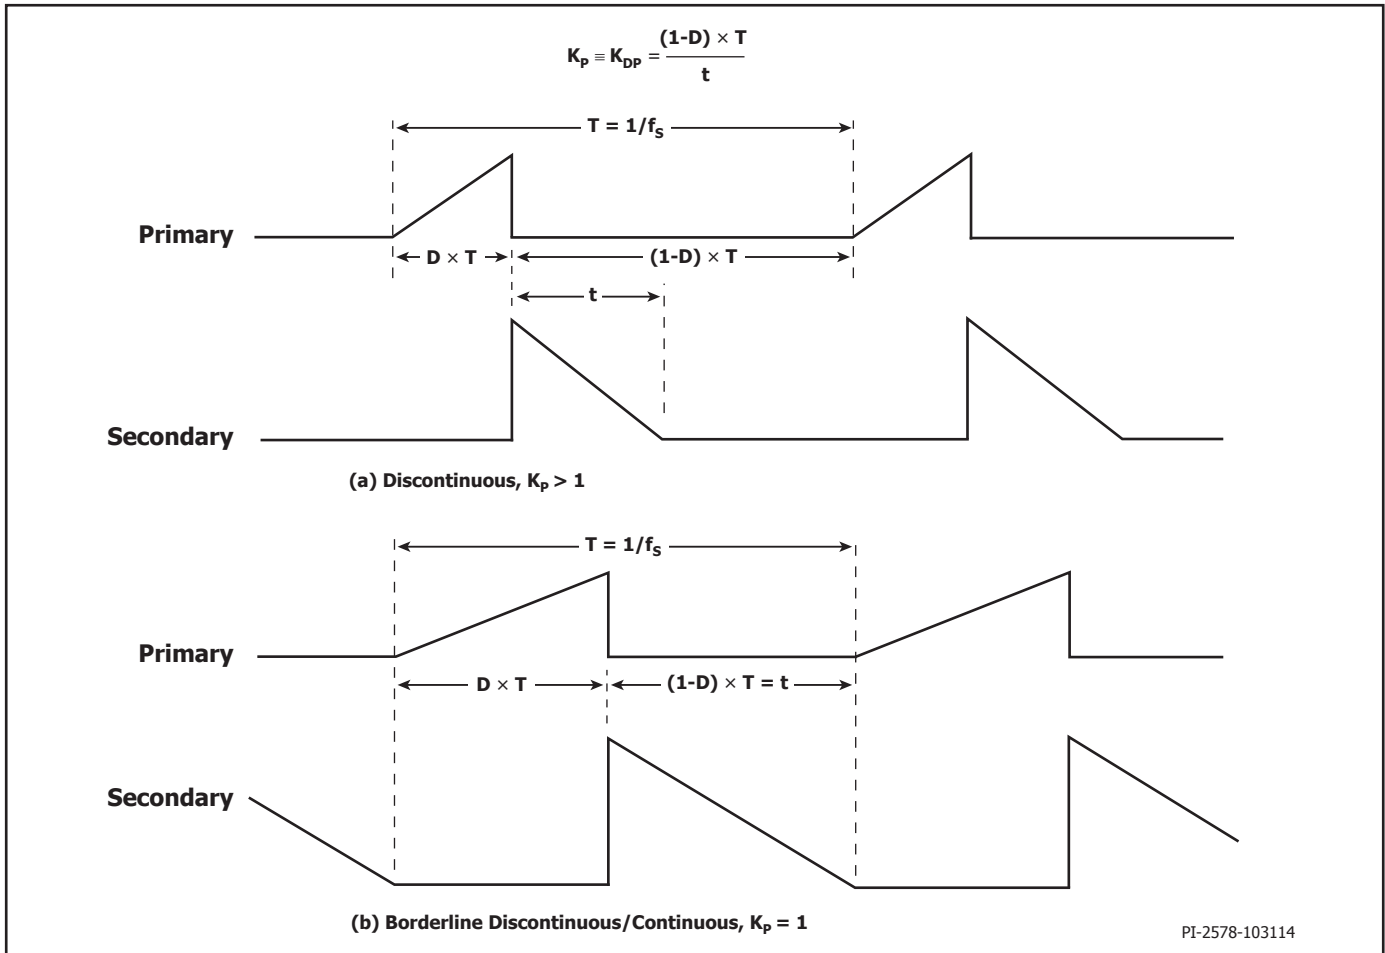 K_P ≡ K_DP = (1-D) × T / t
T = 1/f_S
Primary
D × T
(1-D) × T
t
Secondary
(a) Discontinuous, K_P > 1
T = 1/f_S
Primary
D × T
(1-D) × T = t
Secondary
(b) Borderline Discontinuous/Continuous, K_P = 1
PI-2578-103114